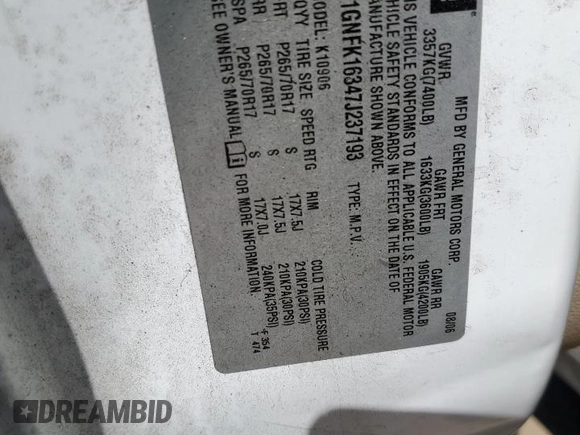 MFD BY GENERAL MOTORS CORP. 08/06
GVWR GAWR FRT GAWR RR
3357KG(7400LB) 1633KG(3600LB) 1905KG(4200LB)
THIS VEHICLE CONFORMS TO ALL APPLICABLE U.S. FEDERAL MOTOR
VEHICLE SAFETY STANDARDS IN EFFECT ON THE DATE OF
MANUFACTURE SHOWN ABOVE.
1GNFK16347J237193 TYPE: M.P.V.
MODEL: K10906
QTY TIRE SIZE SPEED RTG RIM COLD TIRE PRESSURE
FRT P265/70R17 S 17X7.5J 210KPA(30PSI)
RR P265/70R17 S 17X7.5J 210KPA(30PSI)
SPA P265/70R17 S 17X7.0J 240KPA(35PSI)
SEE OWNER'S MANUAL i FOR MORE INFORMATION.
F 354
T 474
DREAMBID